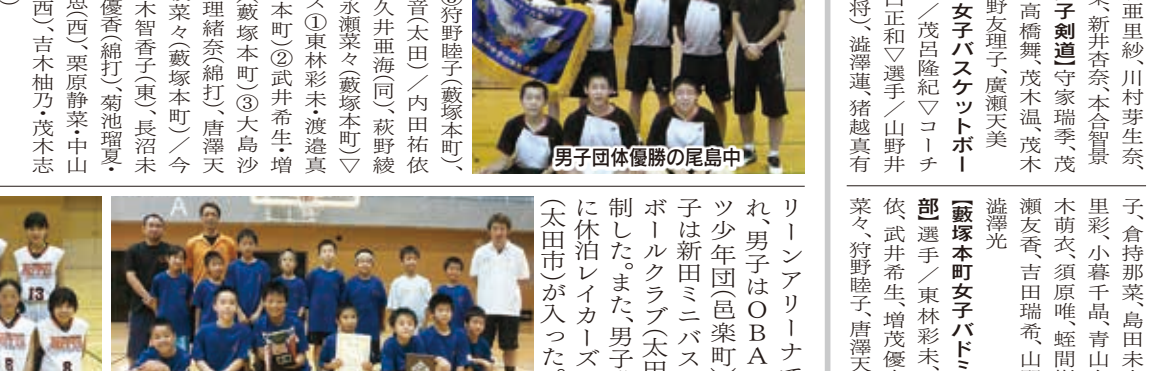 亜里紗、川村芽生奈、
、新井杏奈、本合智景
子剣道】守家瑞季、茂
高橋舞、茂木温、茂木
野友理子、廣瀬天美
女子バスケットボー
／茂呂隆紀▽コーチ
口正和▽選手／山野井
将)、澁澤蓮、猪越真有
男子団体優勝の尾島中
狩野睦子(藪塚本町)、
音(太田)／内田祐依
久井亜海(同)、萩野綾
永瀬菜々(藪塚本町)▽
ス①東林彩未・渡邉真
本町)②武井希生・増
藪塚本町)③大島沙
理緒奈(綿打)、唐澤天
菜々(藪塚本町)／今
木智香子(東)、長沼未
優香(綿打)、菊池瑠夏・
恵(西)、栗原静菜・中山
西)、吉木柚乃・茂木志
)
子、倉持那菜、島田未
里彩、小暮千晶、青山
木萌衣、須原唯、蛭間
瀬友香、吉田瑞希、山
澁澤光
【藪塚本町女子バドミ
部】選手／東林彩未、
依、武井希生、増茂優
菜々、狩野睦子、唐澤天
リーンアリーナで
れ、男子はOBA
ツ少年団(邑楽町)
子は新田ミニバス
ボールクラブ(太田
制した。また、男子
に休泊レイカーズ
(太田市)が入った。
A
13
8
8